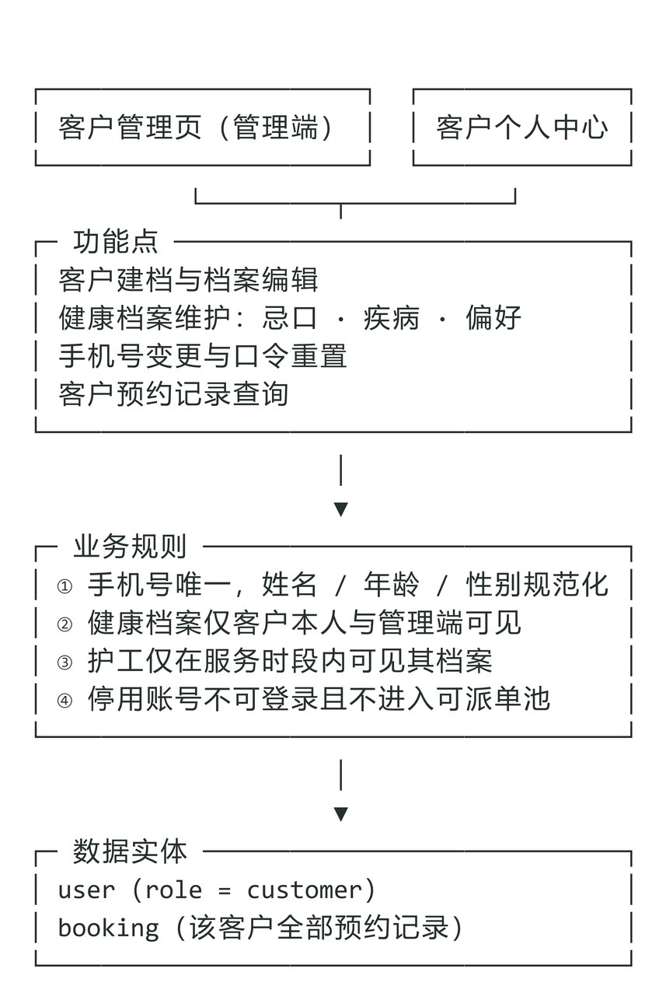 客户管理页（管理端）
客户个人中心
功能点
客户建档与档案编辑
健康档案维护：忌口 · 疾病 · 偏好
手机号变更与口令重置
客户预约记录查询
业务规则
① 手机号唯一，姓名 / 年龄 / 性别规范化
② 健康档案仅客户本人与管理端可见
③ 护工仅在服务时段内可见其档案
④ 停用账号不可登录且不进入可派单池
数据实体
user（role = customer）
booking（该客户全部预约记录）